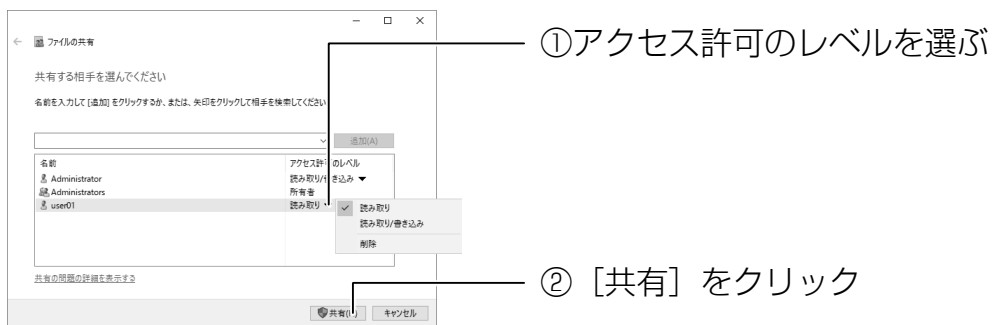 ファイルの共有
①アクセス許可のレベルを選ぶ
共有する相手を選んでください
名前を入力して [追加] をクリックするか、または、矢印をクリックして相手を検索してください
追加(A)
名前 アクセス許 のレベル
Administrator 読み取り/ き込み ▼
Administrators 所有者
user01 読み取り
✓ 読み取り
読み取り/書き込み
削除
共有の問題の詳細を表示する
②［共有］をクリック
共有( )
キャンセル